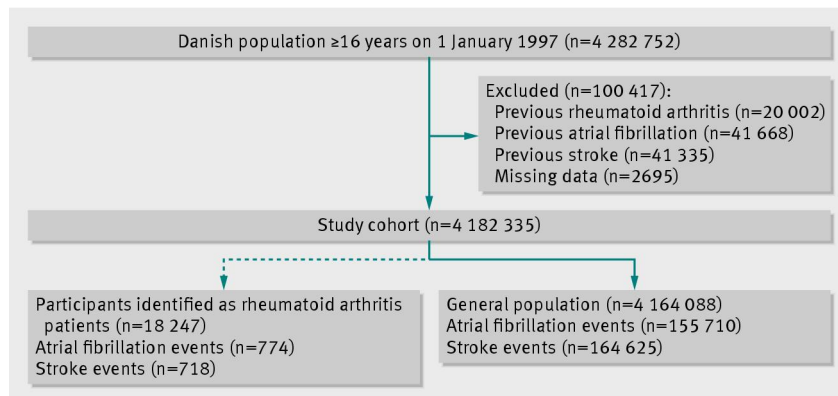 Danish population ≥16 years on 1 January 1997 (n=4 282 752)
Excluded (n=100 417):
Previous rheumatoid arthritis (n=20 002)
Previous atrial fibrillation (n=41 668)
Previous stroke (n=41 335)
Missing data (n=2695)
Study cohort (n=4 182 335)
Participants identified as rheumatoid arthritis
patients (n=18 247)
Atrial fibrillation events (n=774)
Stroke events (n=718)
General population (n=4 164 088)
Atrial fibrillation events (n=155 710)
Stroke events (n=164 625)